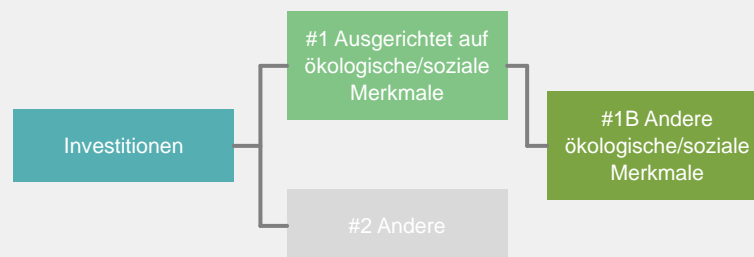 Investitionen
#1 Ausgerichtet auf
ökologische/soziale
Merkmale
#2 Andere
#1B Andere
ökologische/soziale
Merkmale